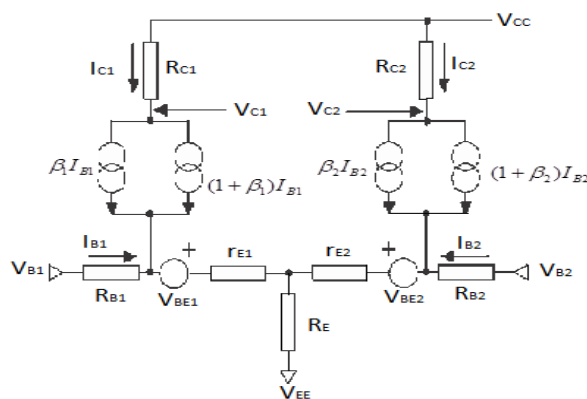 VCC
IC1
RC1
RC2
IC2
VC1
VC2
β1IB1
(1 + β1)IB1
β2IB2
(1 + β2)IB2
IB1
+
rE1
rE2
+
IB2
VB1
RB1
VBE1
VBE2
RB2
VB2
RE
VEE